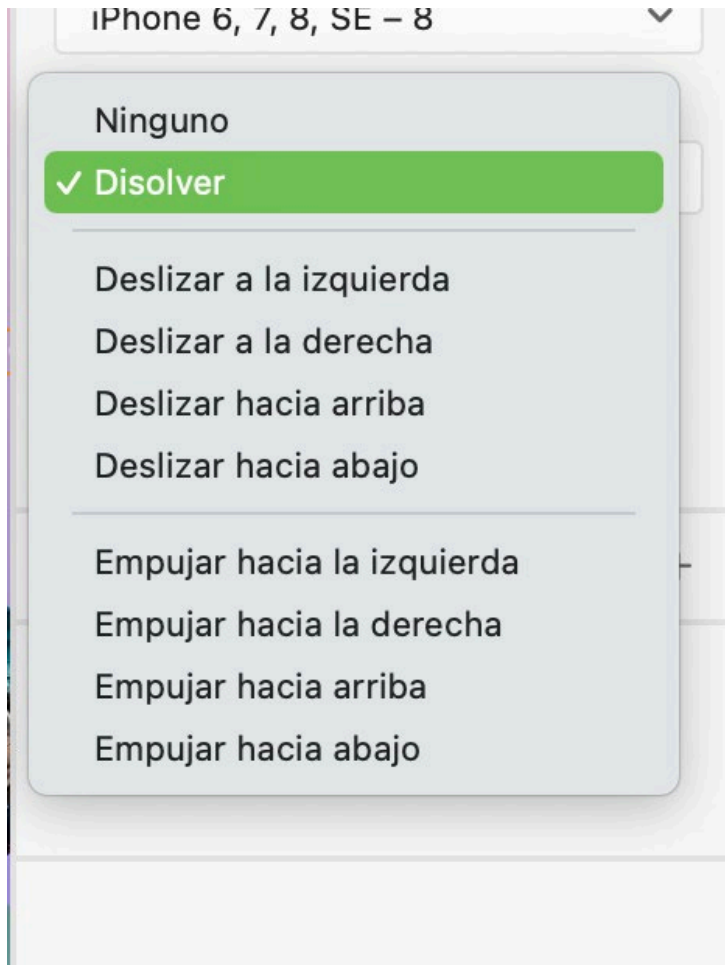 iPhone 6, 7, 8, SE – 8
Ninguno
✓ Disolver
Deslizar a la izquierda
Deslizar a la derecha
Deslizar hacia arriba
Deslizar hacia abajo
Empujar hacia la izquierda
Empujar hacia la derecha
Empujar hacia arriba
Empujar hacia abajo